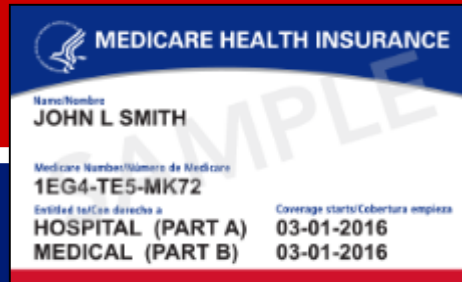 MEDICARE HEALTH INSURANCE
SAMPLE
Name/Nombre
JOHN L SMITH
Medicare Number/Número de Medicare
1EG4-TE5-MK72
Entitled to/Con derecho a Coverage starts/Cobertura empieza
HOSPITAL (PART A) 03-01-2016
MEDICAL (PART B) 03-01-2016